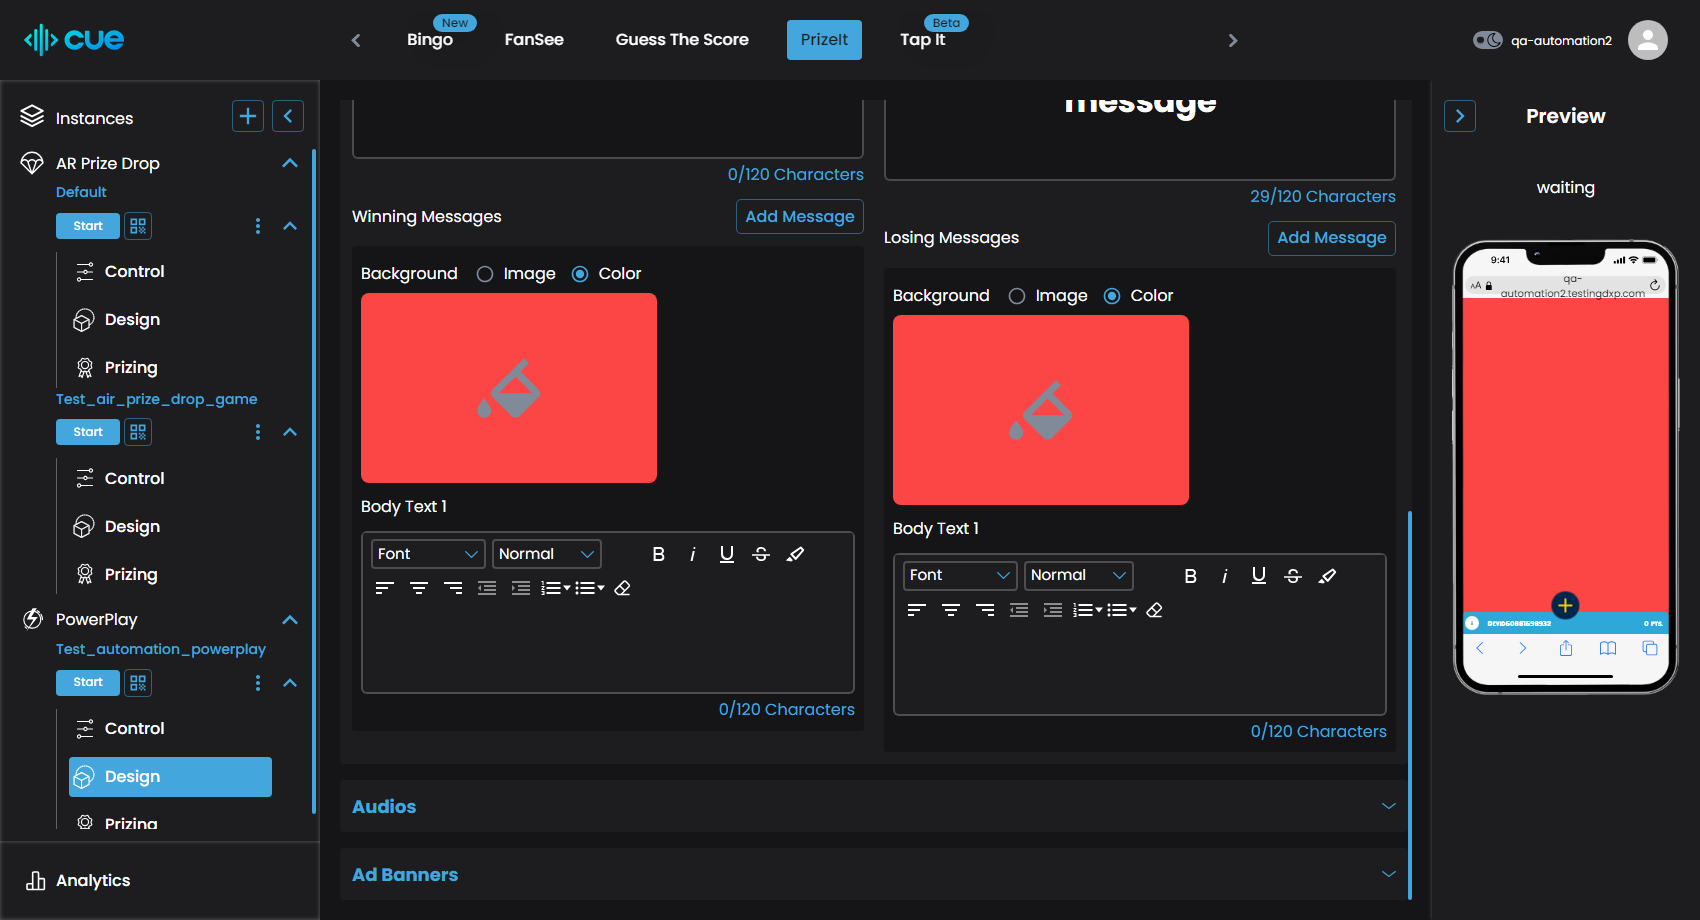 cue
Bingo
New
FanSee
Guess The Score
PrizeIt
Tap It
Beta
qa-automation2
Instances
AR Prize Drop
Default
Start
Control
Design
Prizing
Test_air_prize_drop_game
Start
Control
Design
Prizing
PowerPlay
Test_automation_powerplay
Start
Control
Design
Prizing
Analytics
0/120 Characters
Winning Messages
Add Message
Background
Image
Color
Body Text 1
Font
Normal
B i U S
0/120 Characters
message
29/120 Characters
Losing Messages
Add Message
Background
Image
Color
Body Text 1
Font
Normal
B i U S
0/120 Characters
Audios
Ad Banners
Preview
waiting
9:41
AA
qa-
automation2.testingdxp.com
0 PTS.